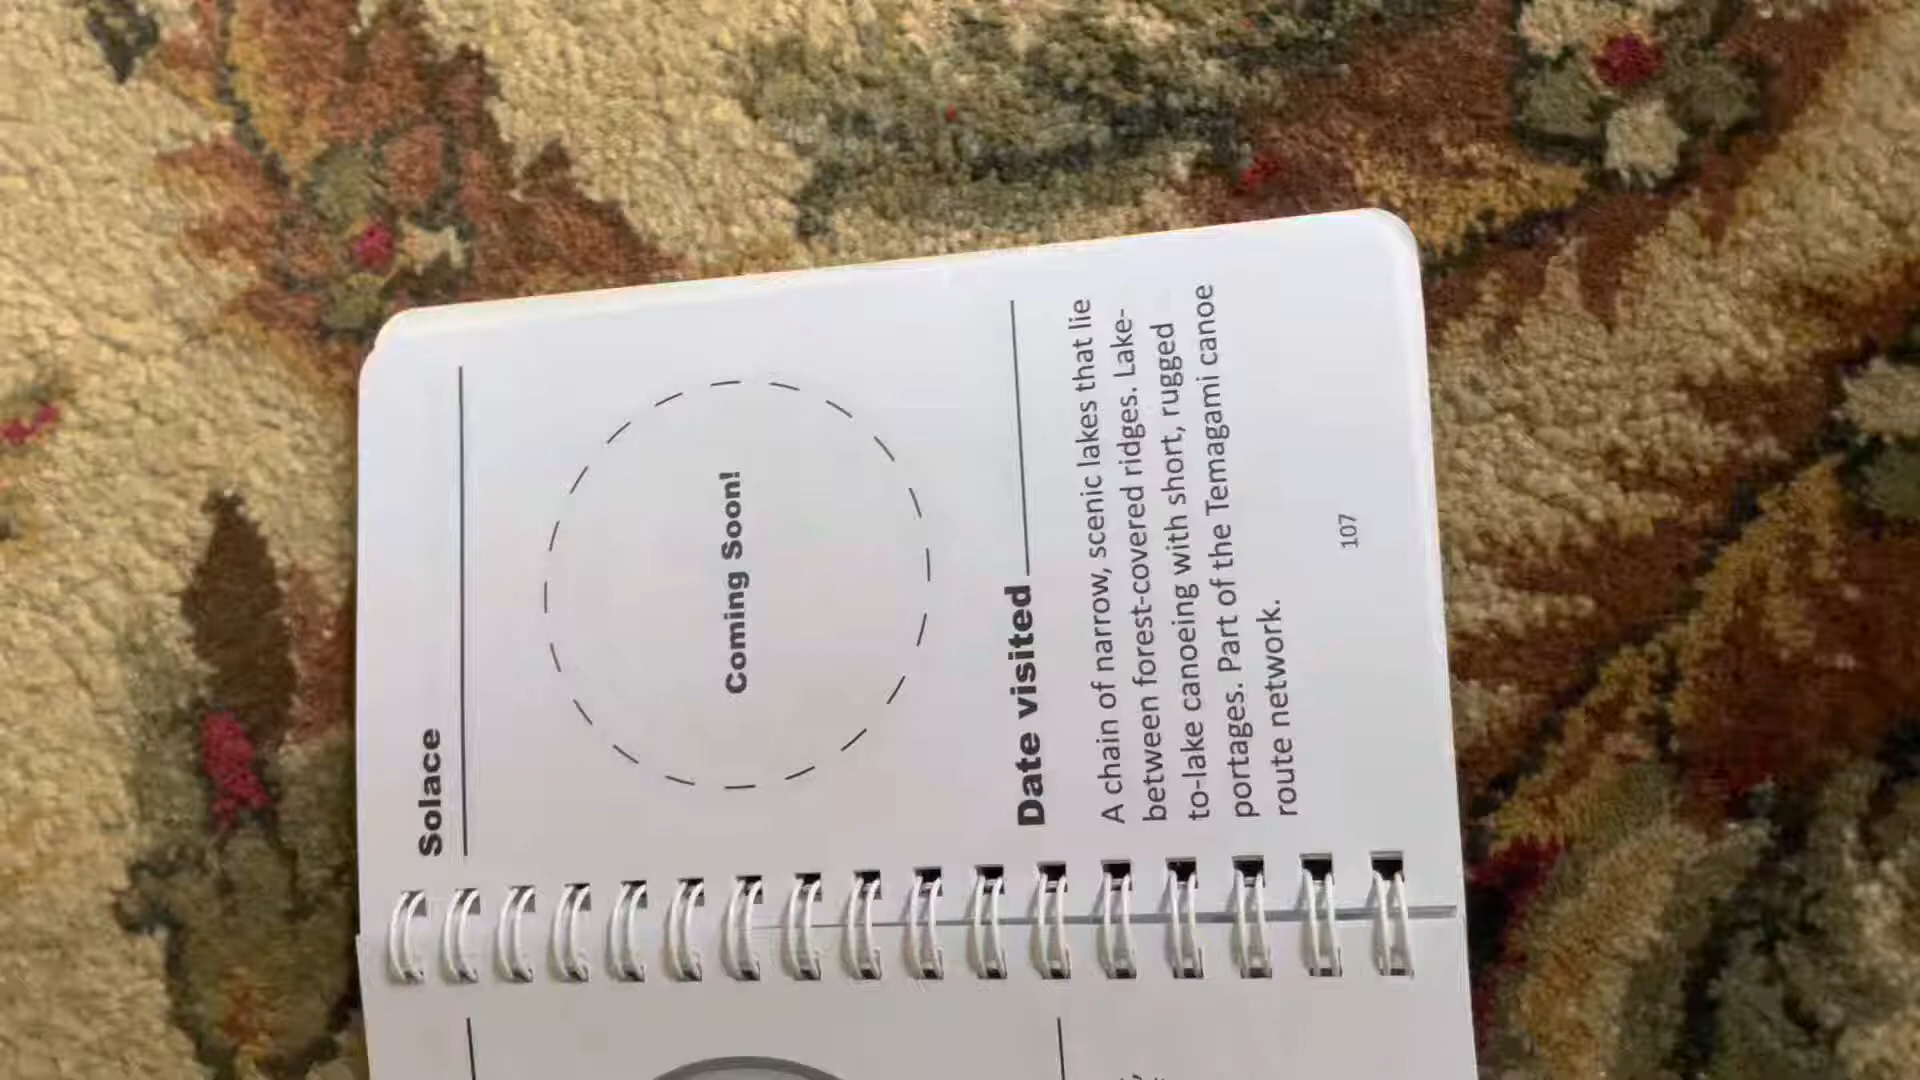 Solace
Coming Soon!
Date visited
A chain of narrow, scenic lakes that lie
between forest-covered ridges. Lake-
to-lake canoeing with short, rugged
portages. Part of the Temagami canoe
route network.
107